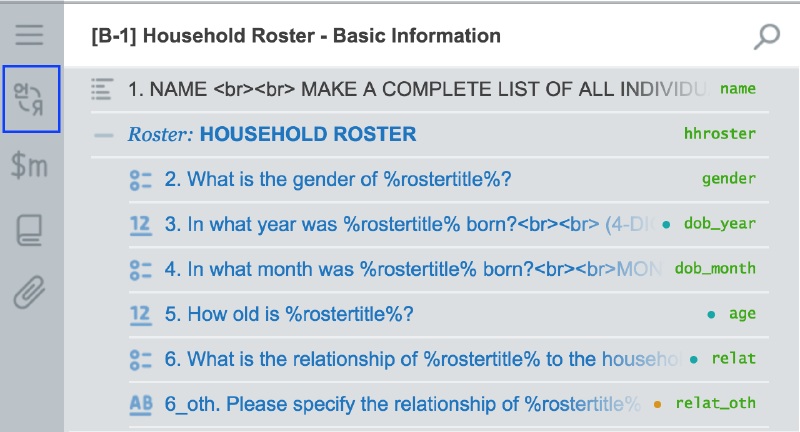 [B-1] Household Roster - Basic Information
언
Я
1. NAME <br><br> MAKE A COMPLETE LIST OF ALL INDIVIDU name
Roster: HOUSEHOLD ROSTER hhroster
2. What is the gender of %rostertitle%? gender
$m
12 3. In what year was %rostertitle% born?<br><br> (4-DI dob_year
4. In what month was %rostertitle% born?<br><br>MON dob_month
12 5. How old is %rostertitle%? age
6. What is the relationship of %rostertitle% to the househo relat
AB 6_oth. Please specify the relationship of %rostertitle% relat_oth